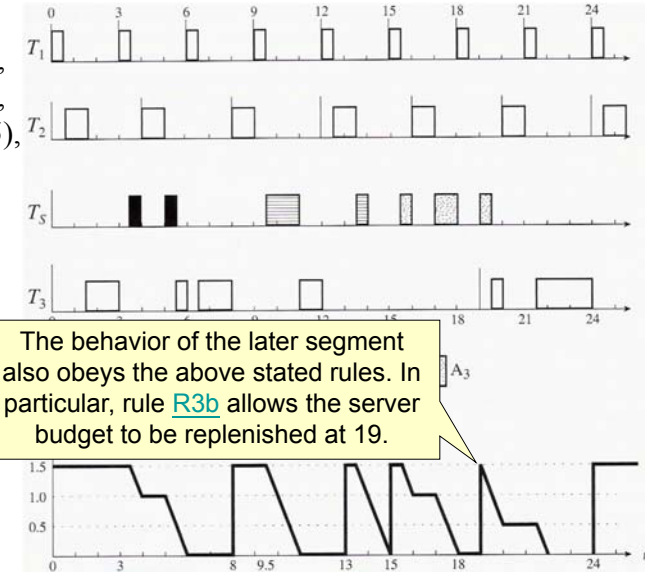 0 3 6 9 12 15 18 21 24
T1
,
,
),
T2
TS
T3
18 21 24
The behavior of the later segment
also obeys the above stated rules. In
particular, rule R3b allows the server
budget to be replenished at 19.
A3
1.5
1.0
0.5
0 3 8 9.5 13 15 18 19 24